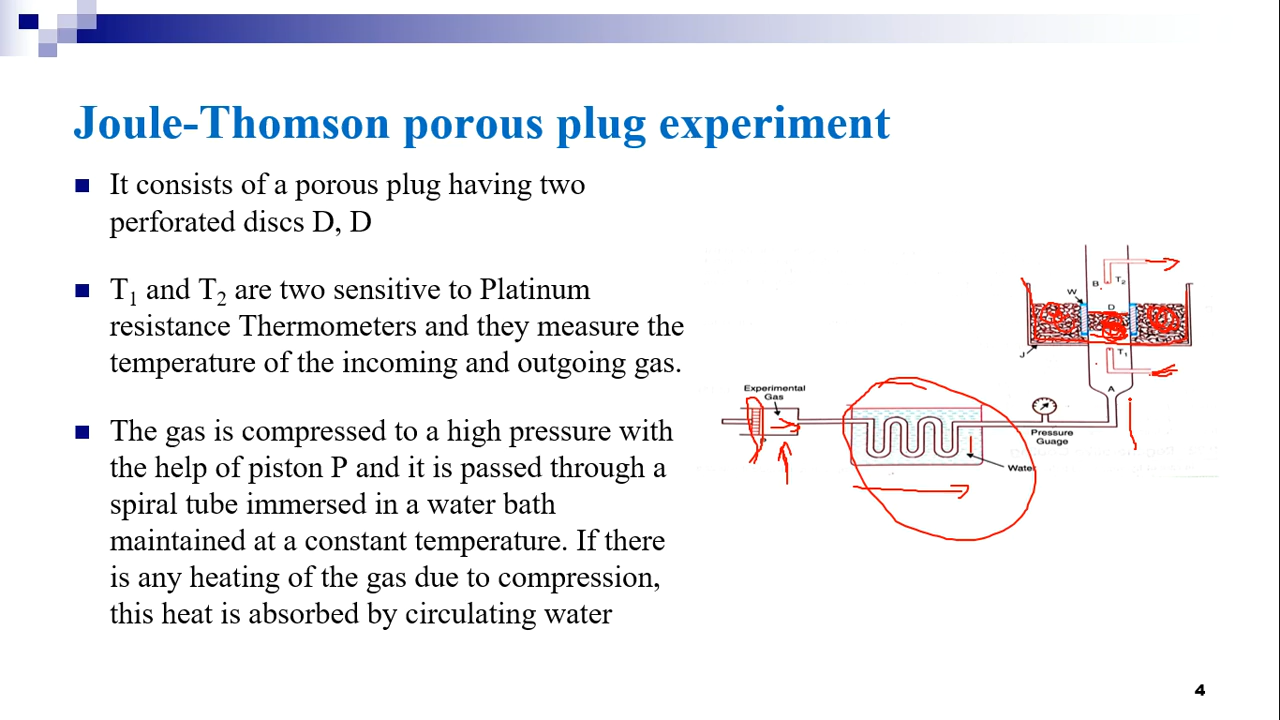 Joule-Thomson porous plug experiment
It consists of a porous plug having two
perforated discs D, D
T₁ and T₂ are two sensitive to Platinum
resistance Thermometers and they measure the
temperature of the incoming and outgoing gas.
The gas is compressed to a high pressure with
the help of piston P and it is passed through a
spiral tube immersed in a water bath
maintained at a constant temperature. If there
is any heating of the gas due to compression,
this heat is absorbed by circulating water
B
T₂
W
D
J
T₁
A
Experimental
Gas
Pressure
Guage
Water
4